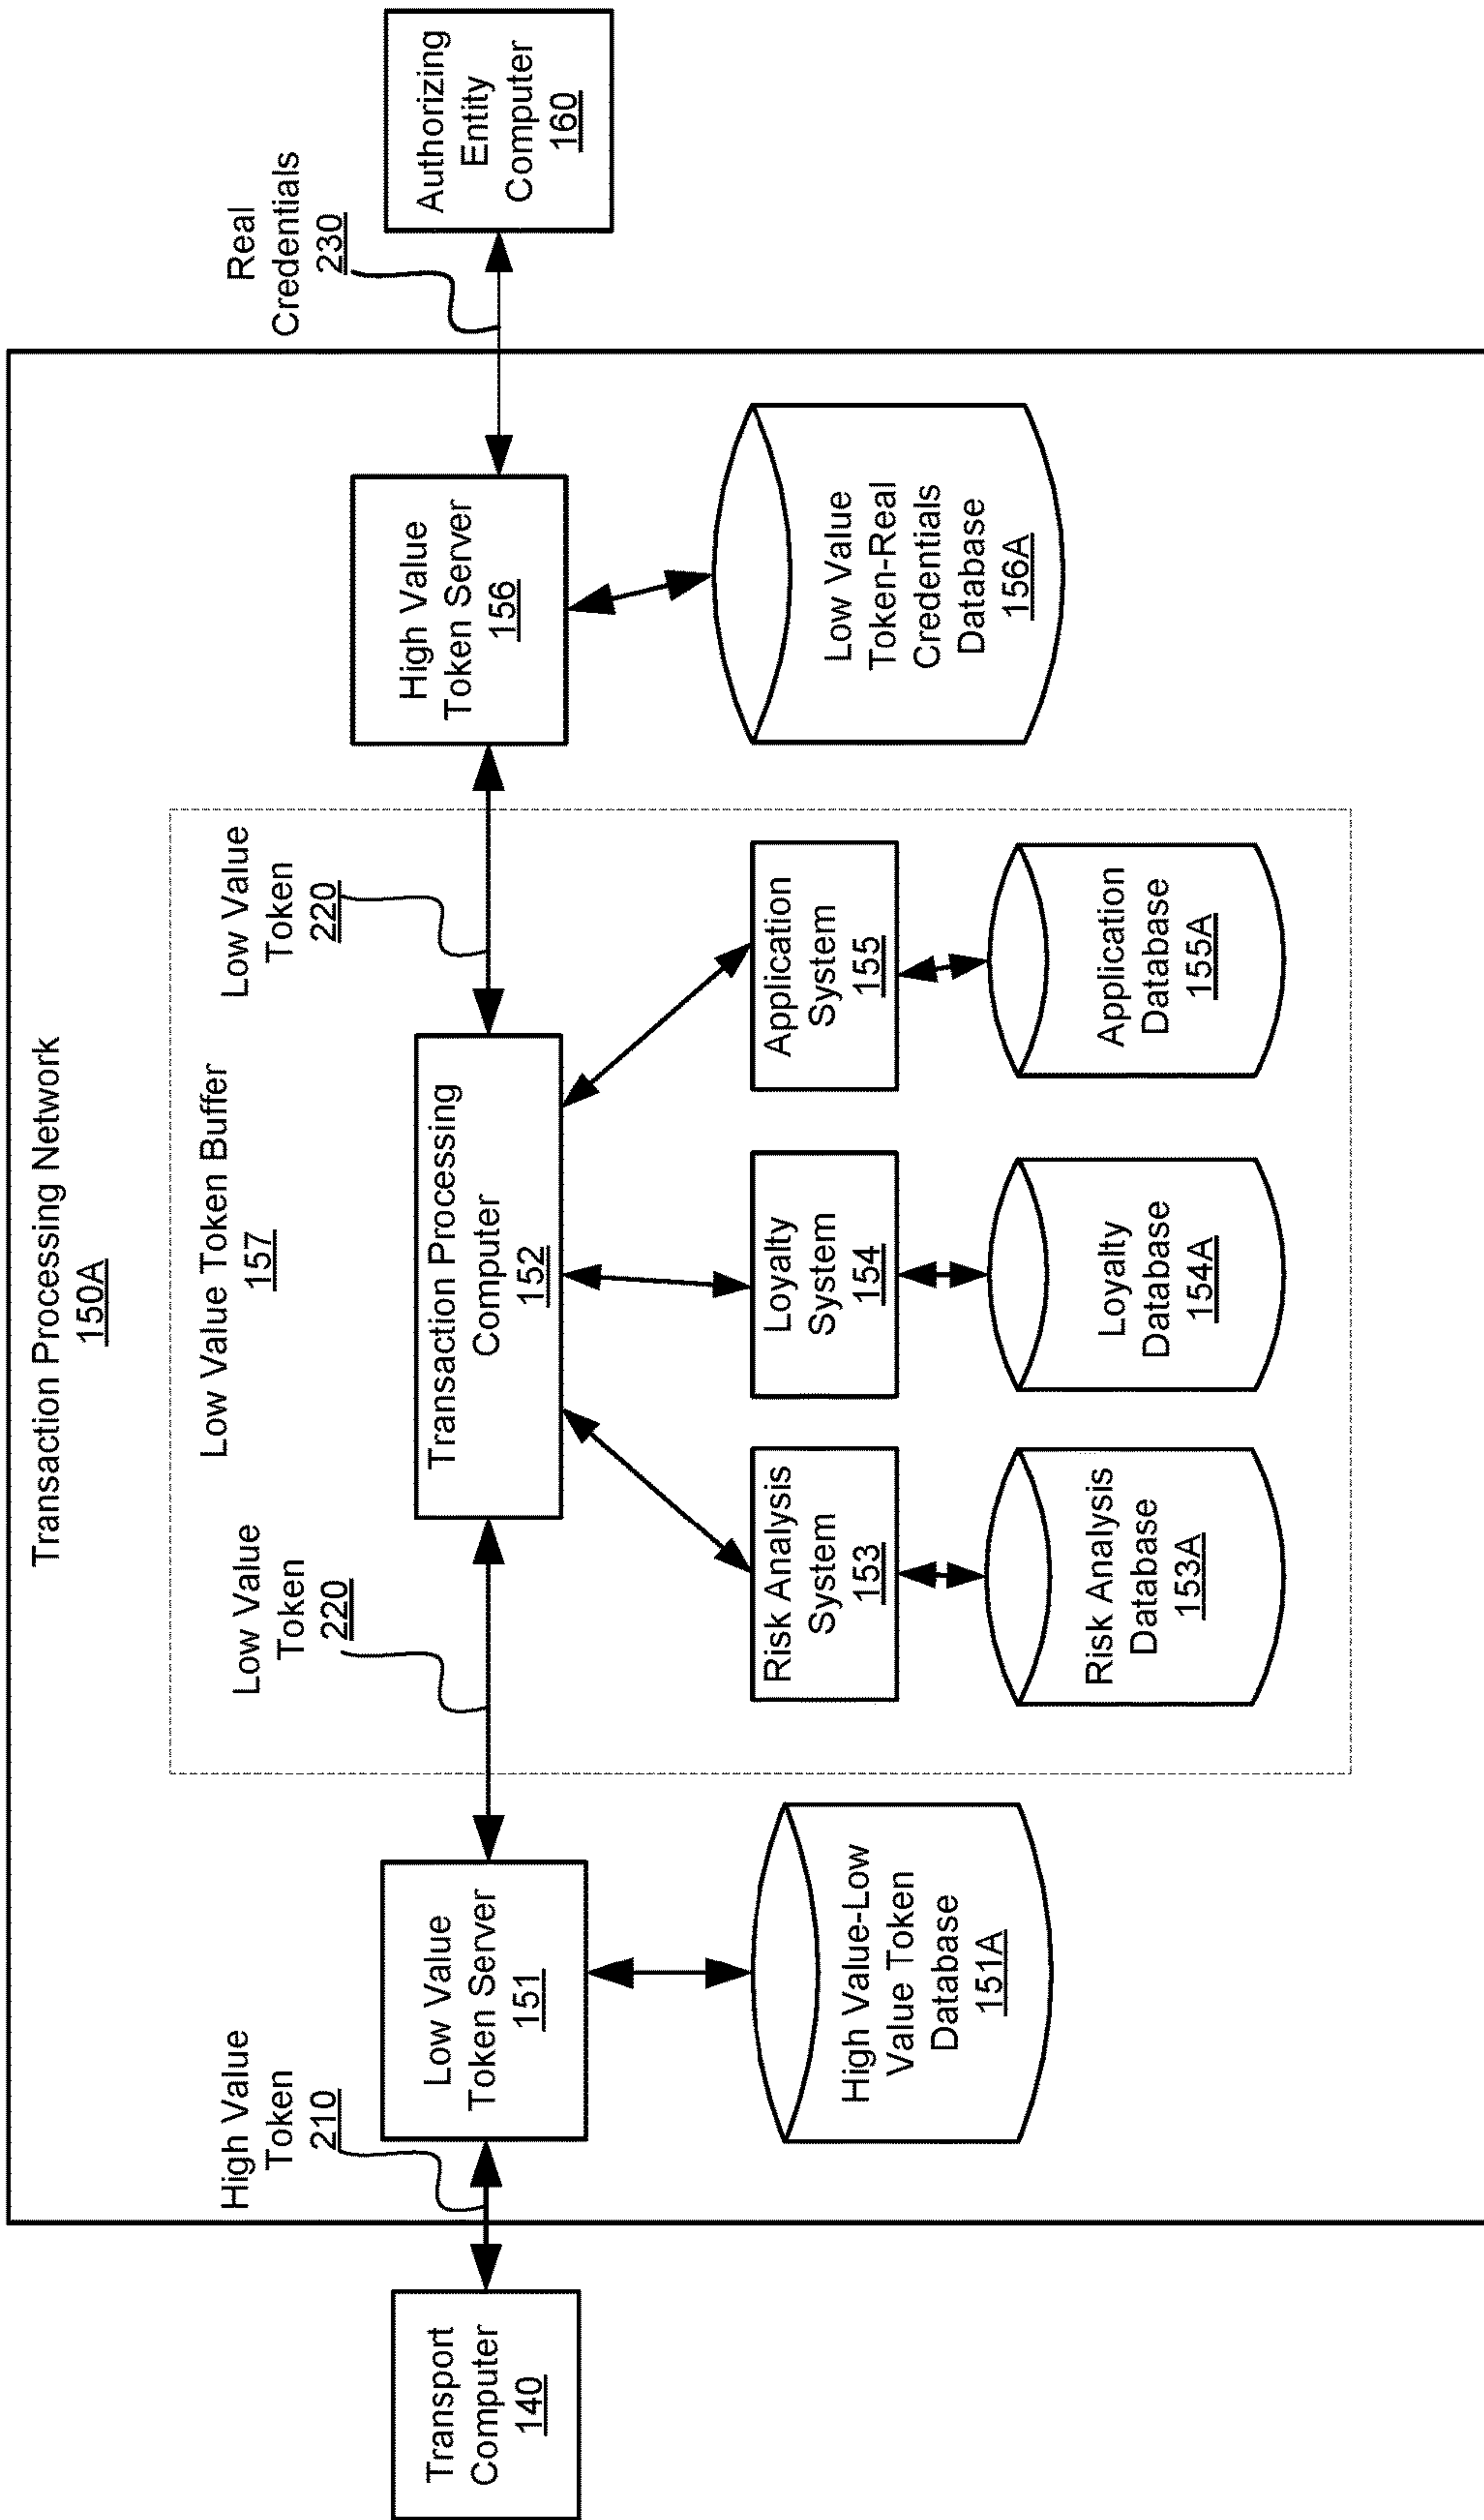 Transaction Processing Network
150A
Transport
Computer
140
High Value
Token
210
Low Value
Token Server
151
High Value-Low
Value Token
Database
151A
Low Value Token Buffer
157
Low Value
Token
220
Transaction Processing
Computer
152
Low Value
Token
220
Risk Analysis
System
153
Risk Analysis
Database
153A
Loyalty
System
154
Loyalty
Database
154A
Application
System
155
Application
Database
155A
High Value
Token Server
156
Low Value
Token-Real
Credentials
Database
156A
Real
Credentials
230
Authorizing
Entity
Computer
160